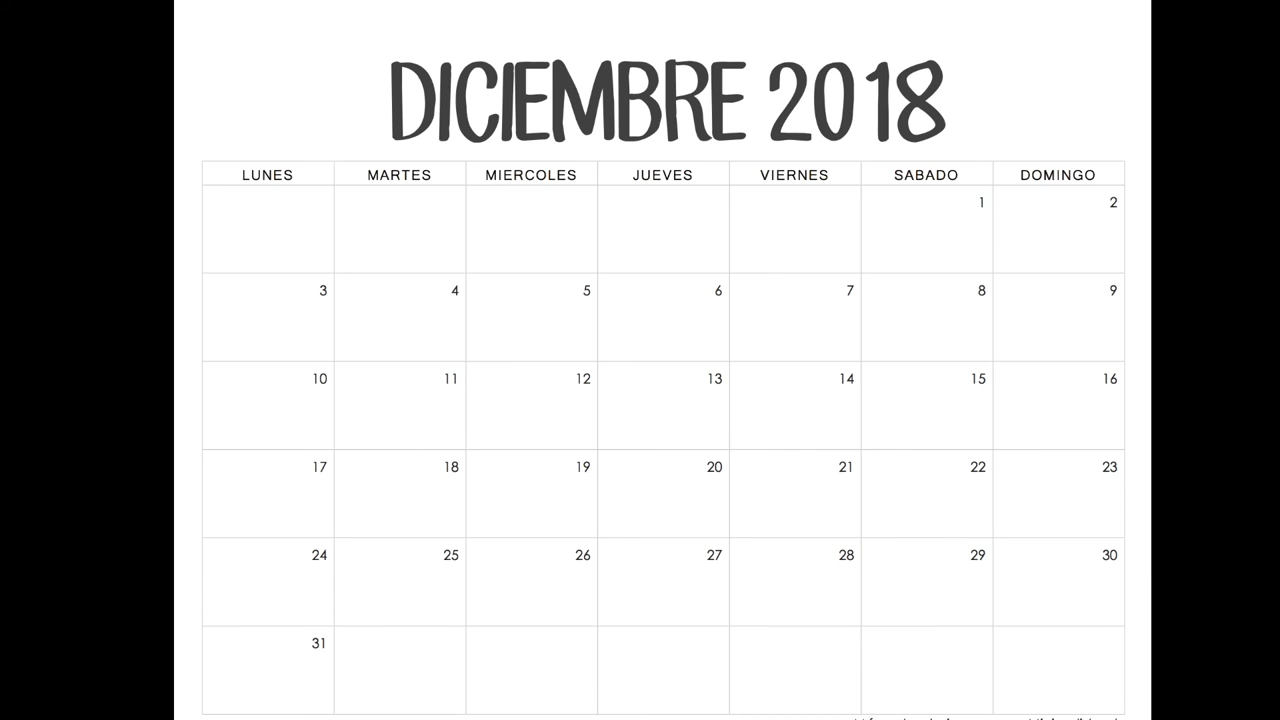 DICIEMBRE 2018
LUNES MARTES MIERCOLES JUEVES VIERNES SABADO DOMINGO
1 2
3 4 5 6 7 8 9
10 11 12 13 14 15 16
17 18 19 20 21 22 23
24 25 26 27 28 29 30
31